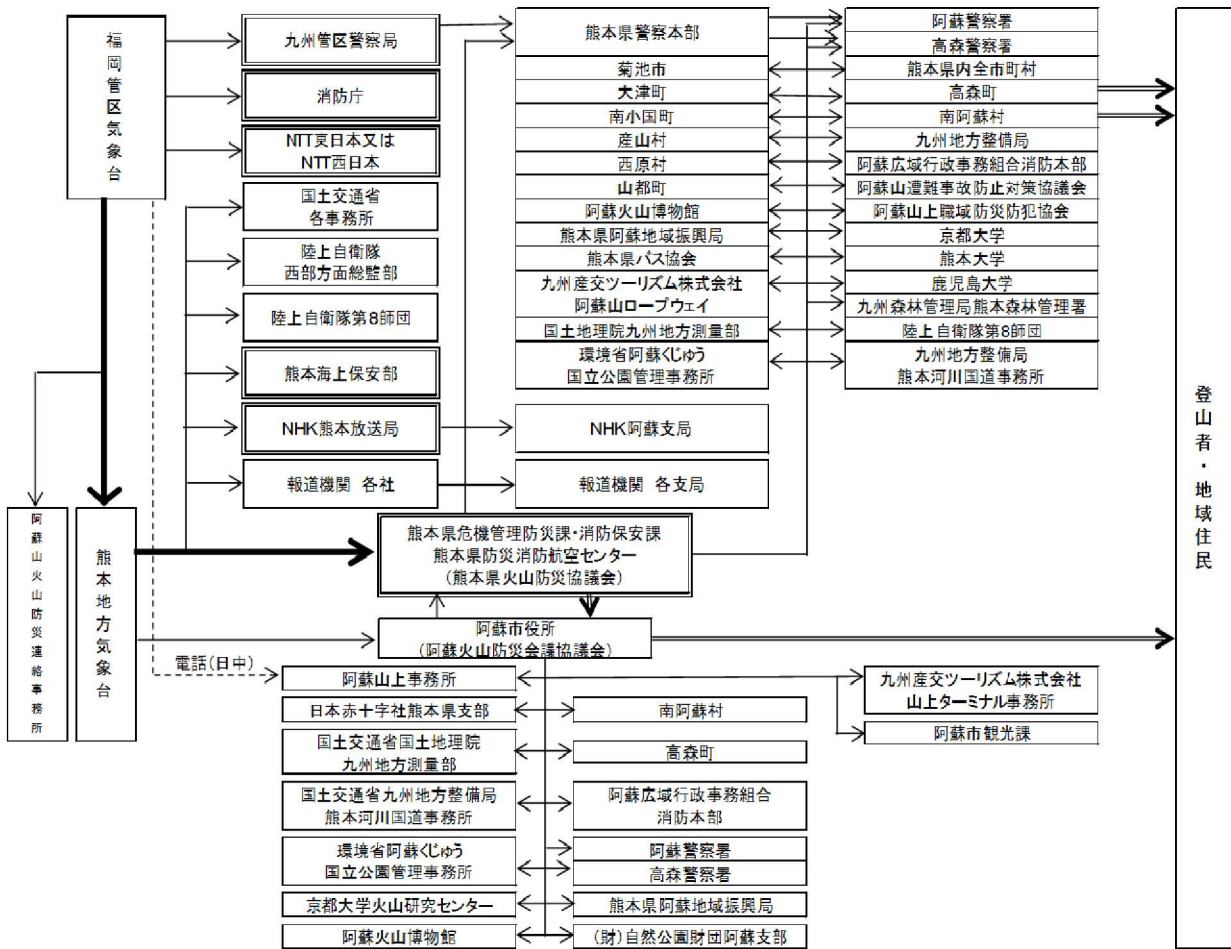 福岡管区気象台
九州管区警察局
消防庁
NTT東日本又は
NTT西日本
国土交通省
各事務所
陸上自衛隊
西部方面総監部
陸上自衛隊第8師団
熊本海上保安部
NHK熊本放送局
報道機関 各社
熊本県警察本部
菊池市
大津町
南小国町
産山村
西原村
山都町
阿蘇火山博物館
熊本県阿蘇地域振興局
熊本県バス協会
九州産交ツーリズム株式会社
阿蘇山ロープウェイ
国土地理院九州地方測量部
環境省阿蘇くじゅう
国立公園管理事務所
NHK阿蘇支局
報道機関 各支局
阿蘇警察署
高森警察署
熊本県内全市町村
高森町
南阿蘇村
九州地方整備局
阿蘇広域行政事務組合消防本部
阿蘇山遭難事故防止対策協議会
阿蘇山上職域防災防犯協会
京都大学
熊本大学
鹿児島大学
九州森林管理局熊本森林管理署
陸上自衛隊第8師団
九州地方整備局
熊本河川国道事務所
登山者・地域住民
阿蘇山火山防災連絡事務所
熊本地方気象台
熊本県危機管理防災課・消防保安課
熊本県防災消防航空センター
(熊本県火山防災協議会)
阿蘇市役所
(阿蘇火山防災会議協議会)
電話(日中)
阿蘇山上事務所
九州産交ツーリズム株式会社
山上ターミナル事務所
阿蘇市観光課
日本赤十字社熊本県支部
南阿蘇村
国土交通省国土地理院
九州地方測量部
高森町
国土交通省九州地方整備局
熊本河川国道事務所
阿蘇広域行政事務組合
消防本部
環境省阿蘇くじゅう
国立公園管理事務所
阿蘇警察署
高森警察署
京都大学火山研究センター
熊本県阿蘇地域振興局
阿蘇火山博物館
(財)自然公園財団阿蘇支部